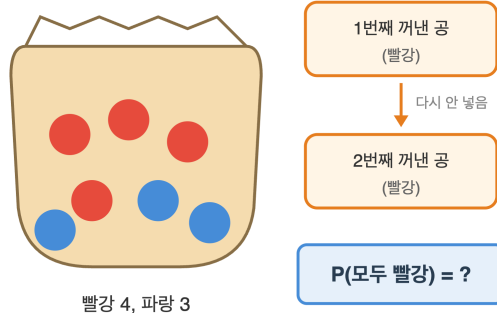 1번째 꺼낸 공
(빨강)
다시 안 넣음
2번째 꺼낸 공
(빨강)
P(모두 빨강) = ?
빨강 4, 파랑 3